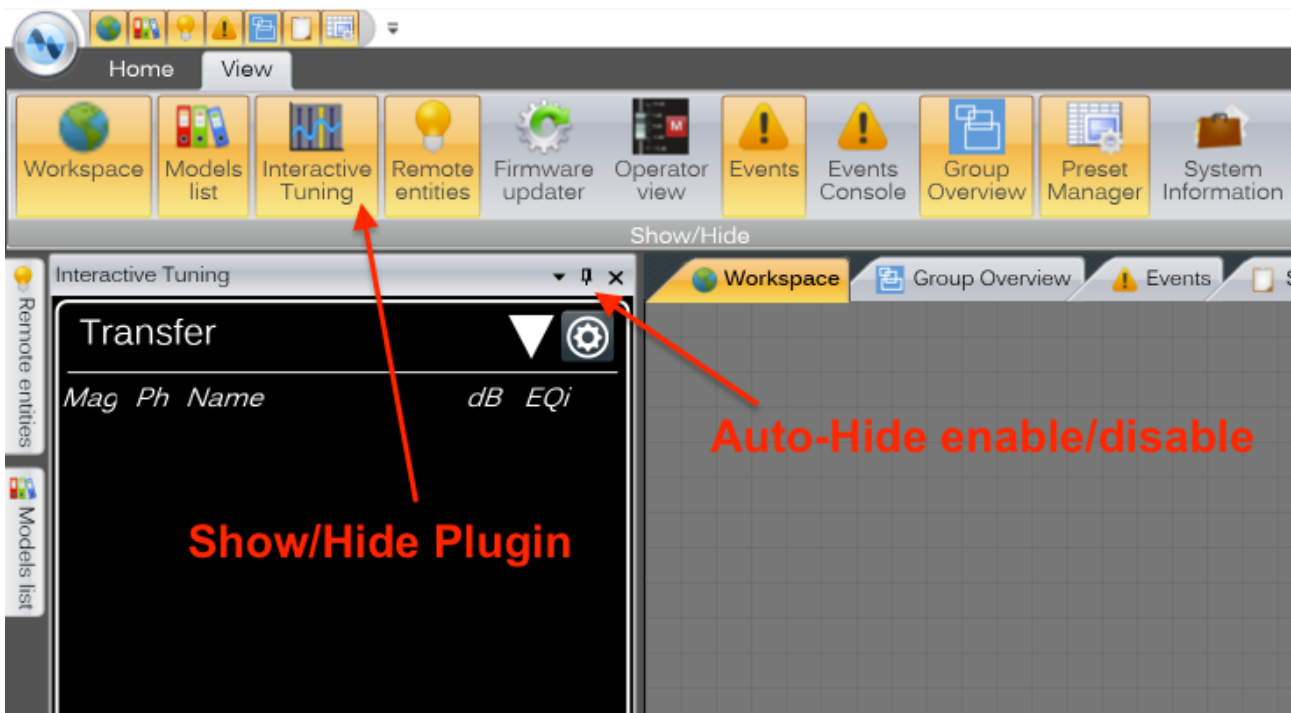 Home View
Workspace
Models
list
Interactive
Tuning
Remote
entities
Firmware
updater
M
Operator
view
Events
Events
Console
Group
Overview
Preset
Manager
System
Information
Show/Hide
Remote entities
Models list
Interactive Tuning
Transfer
Mag Ph Name dB EQi
Show/Hide Plugin
Workspace Group Overview Events S
Auto-Hide enable/disable